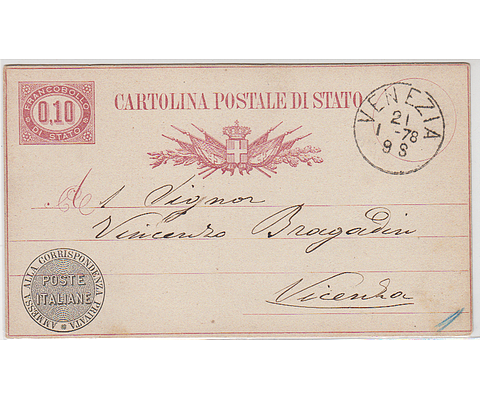 FRANCOBOLLO
0,10
DI STATO
CARTOLINA POSTALE DI STATO
VENEZIA
21
1 -78
9 S
Al Signor
Vincenzo Bragadin
Vicenza
AMMESSA ALLA CORRISPONDENZA PRIVATA
POSTE
ITALIANE